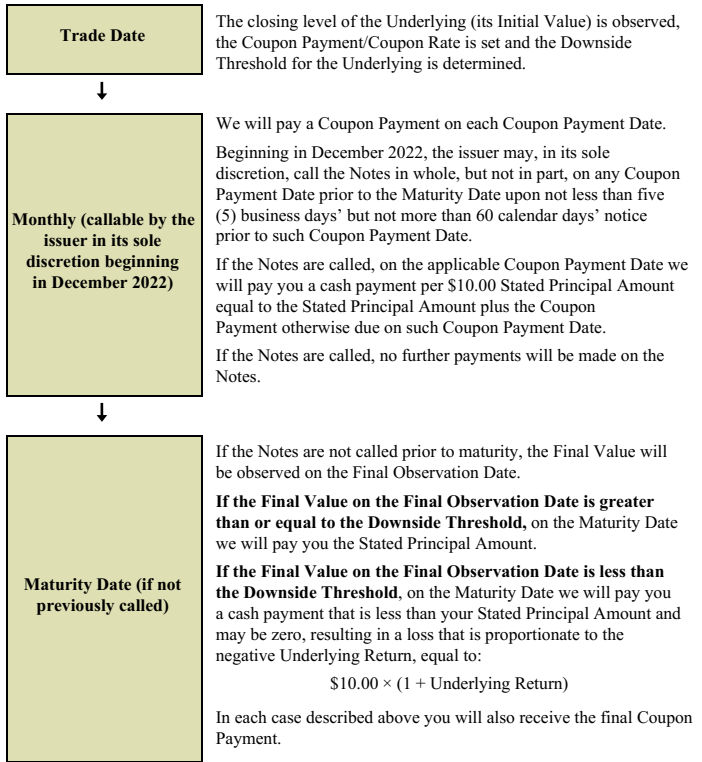 Trade Date
The closing level of the Underlying (its Initial Value) is observed,
the Coupon Payment/Coupon Rate is set and the Downside
Threshold for the Underlying is determined.
Monthly (callable by the
issuer in its sole
discretion beginning
in December 2022)
We will pay a Coupon Payment on each Coupon Payment Date.
Beginning in December 2022, the issuer may, in its sole
discretion, call the Notes in whole, but not in part, on any Coupon
Payment Date prior to the Maturity Date upon not less than five
(5) business days’ but not more than 60 calendar days’ notice
prior to such Coupon Payment Date.
If the Notes are called, on the applicable Coupon Payment Date we
will pay you a cash payment per $10.00 Stated Principal Amount
equal to the Stated Principal Amount plus the Coupon
Payment otherwise due on such Coupon Payment Date.
If the Notes are called, no further payments will be made on the
Notes.
Maturity Date (if not
previously called)
If the Notes are not called prior to maturity, the Final Value will
be observed on the Final Observation Date.
If the Final Value on the Final Observation Date is greater
than or equal to the Downside Threshold, on the Maturity Date
we will pay you the Stated Principal Amount.
If the Final Value on the Final Observation Date is less than
the Downside Threshold, on the Maturity Date we will pay you
a cash payment that is less than your Stated Principal Amount and
may be zero, resulting in a loss that is proportionate to the
negative Underlying Return, equal to:
$10.00 × (1 + Underlying Return)
In each case described above you will also receive the final Coupon
Payment.